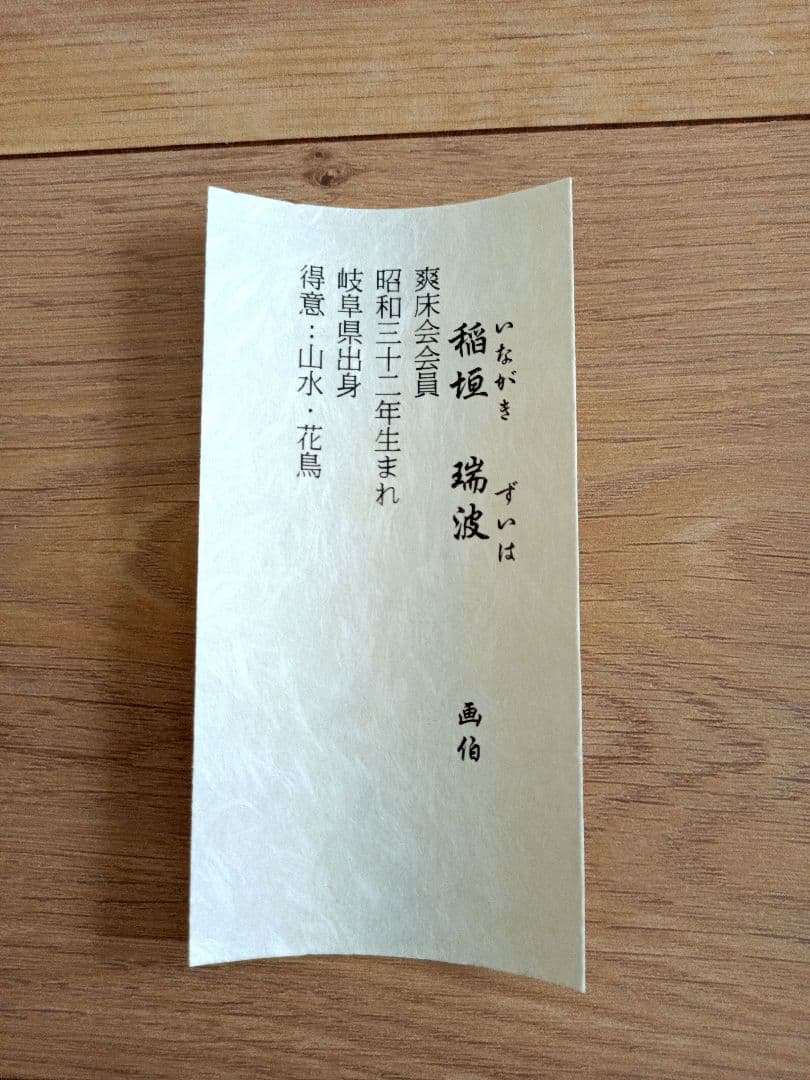 いながき ずいは
稲垣 瑞波 画伯
爽床会会員
昭和三十二年生まれ
岐阜県出身
得意:山水・花鳥